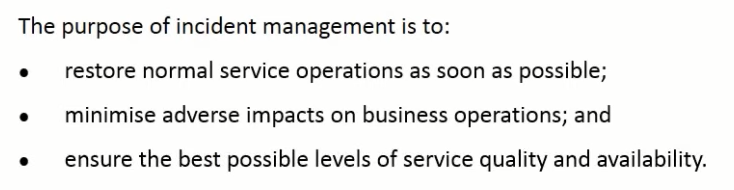 The purpose of incident management is to:
• restore normal service operations as soon as possible;
• minimise adverse impacts on business operations; and
• ensure the best possible levels of service quality and availability.